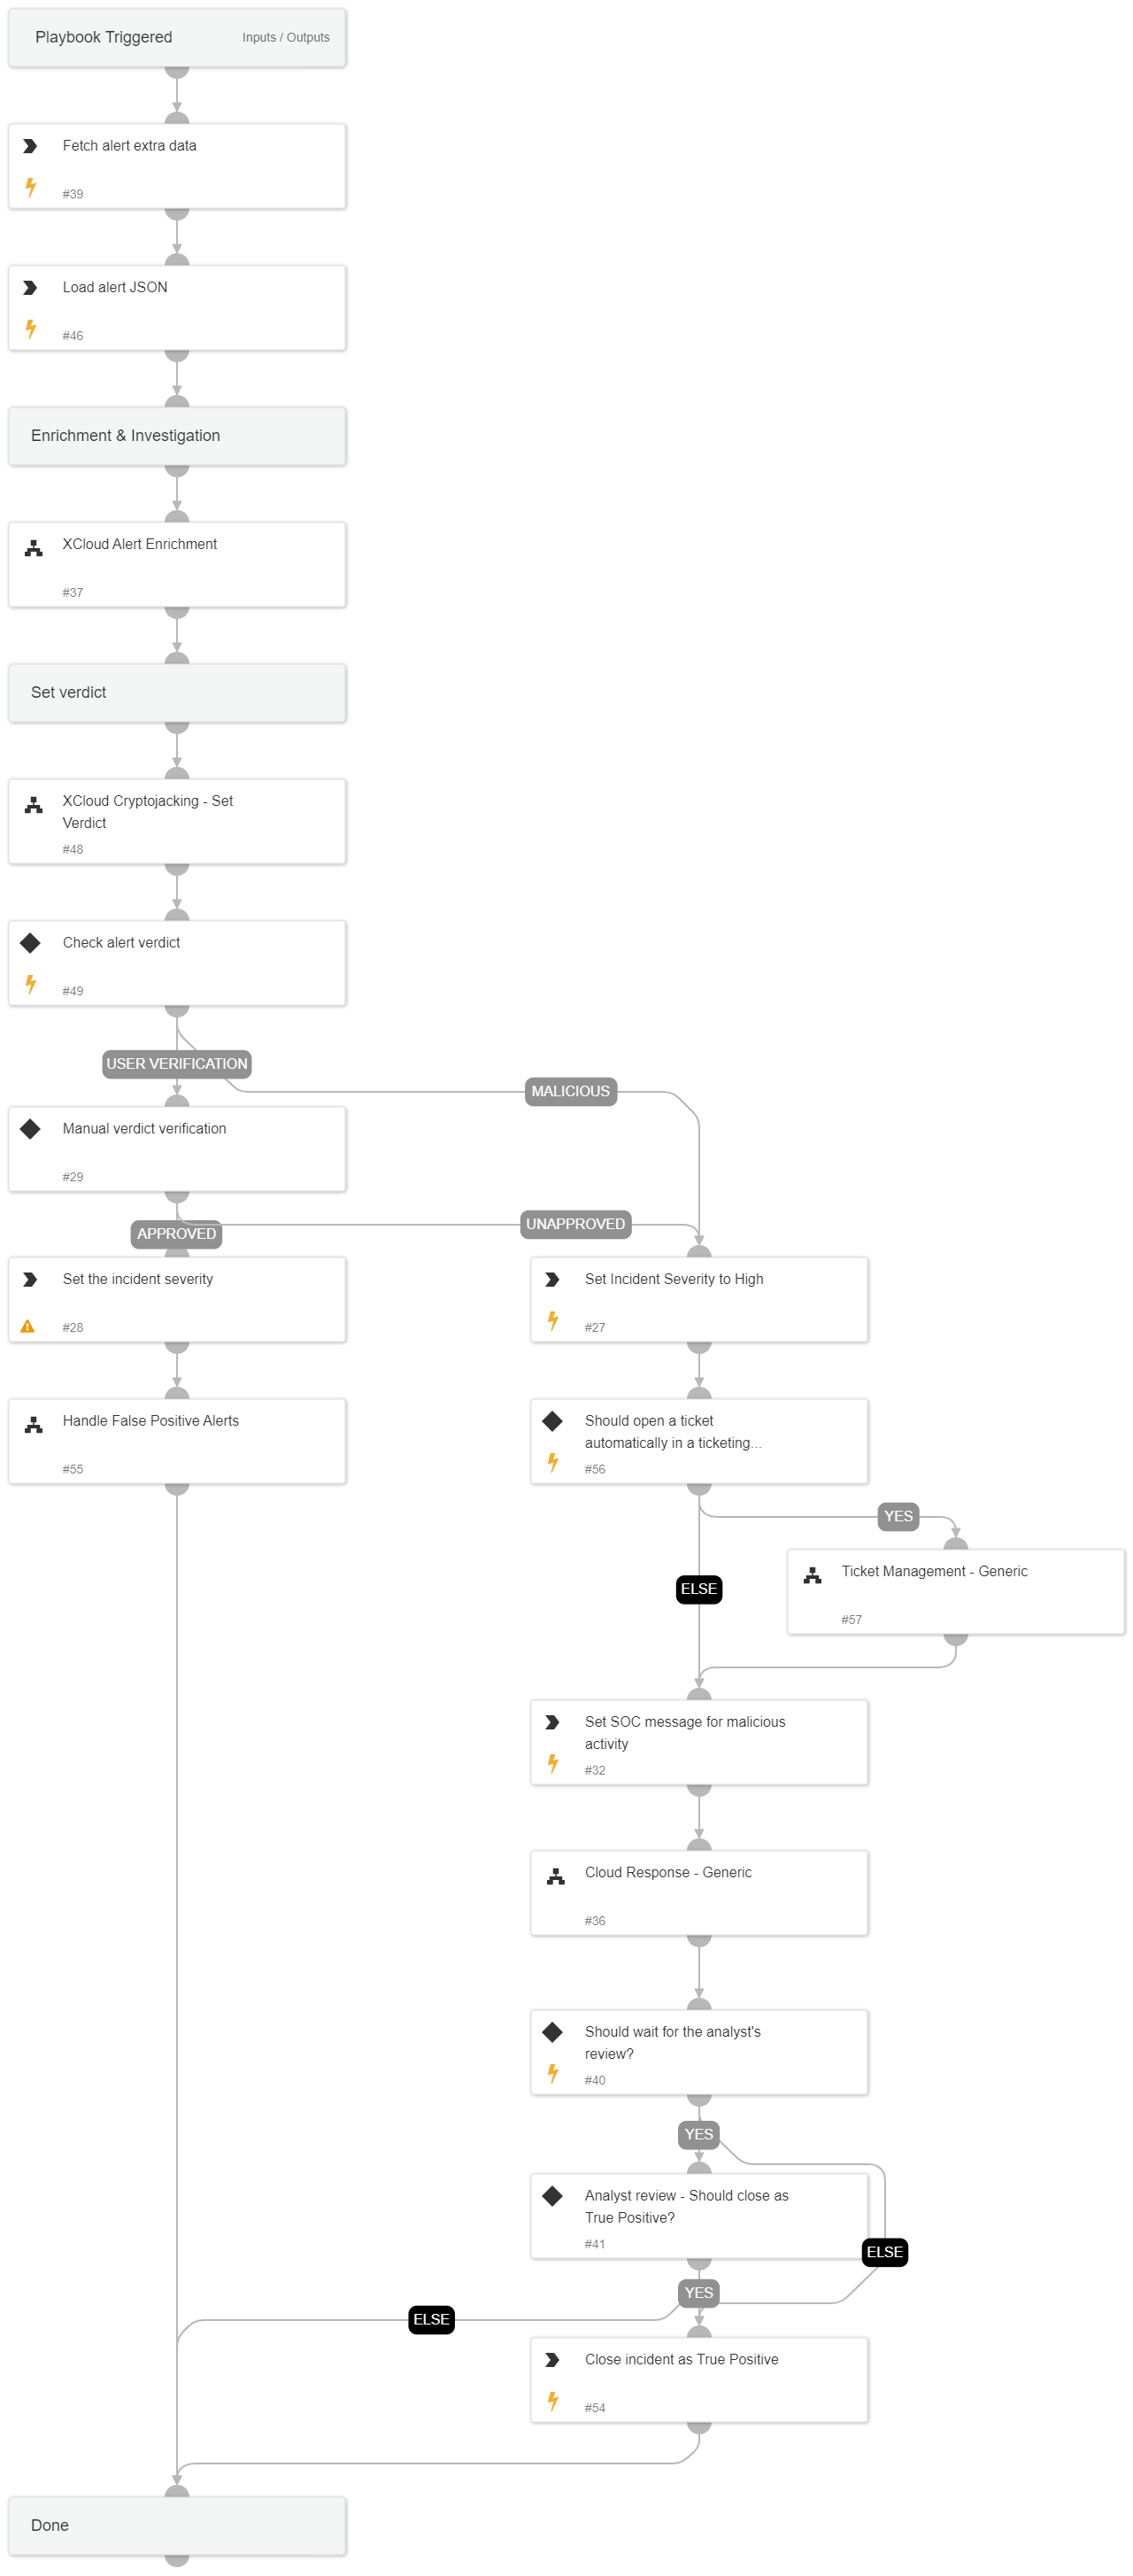 Playbook Triggered
Inputs / Outputs
Fetch alert extra data
#39
Load alert JSON
#46
Enrichment & Investigation
XCloud Alert Enrichment
#37
Set verdict
XCloud Cryptojacking - Set
Verdict
#48
Check alert verdict
#49
USER VERIFICATION
MALICIOUS
Manual verdict verification
#29
APPROVED
UNAPPROVED
Set the incident severity
#28
Set Incident Severity to High
#27
Handle False Positive Alerts
#55
Should open a ticket
automatically in a ticketing...
#56
YES
ELSE
Ticket Management - Generic
#57
Set SOC message for malicious
activity
#32
Cloud Response - Generic
#36
Should wait for the analyst's
review?
#40
YES
Analyst review - Should close as
True Positive?
#41
ELSE
YES
ELSE
Close incident as True Positive
#54
Done